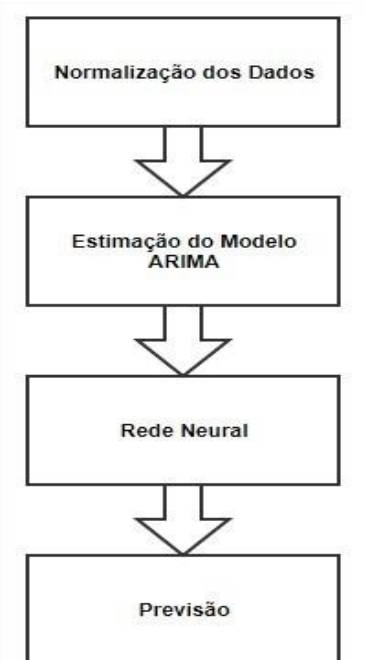 Normalização dos Dados
Estimação do Modelo
ARIMA
Rede Neural
Previsão